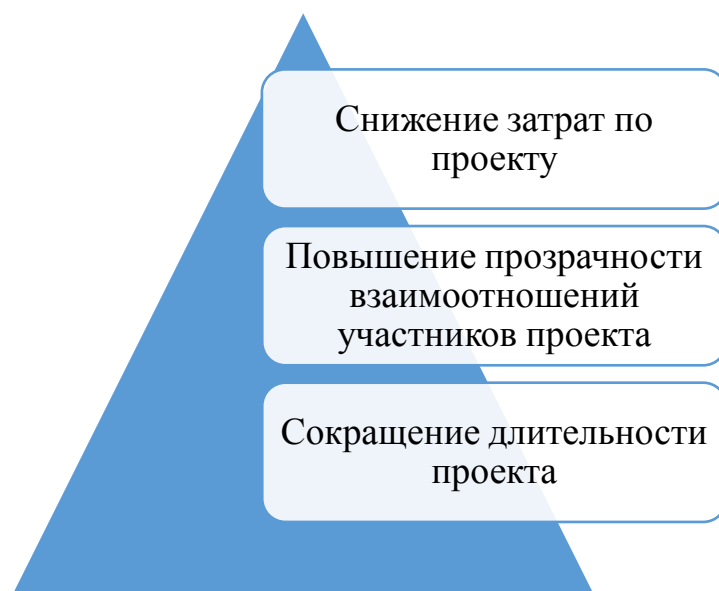 Снижение затрат по
проекту
Повышение прозрачности
взаимоотношений
участников проекта
Сокращение длительности
проекта